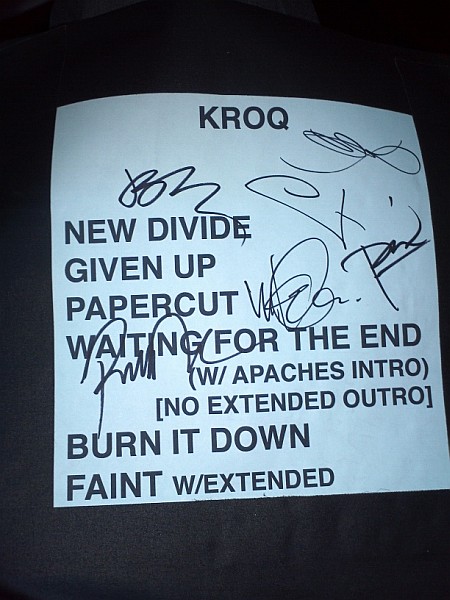 KROQ
NEW DIVIDE
GIVEN UP
PAPERCUT
WAITING FOR THE END
(W/ APACHES INTRO)
[NO EXTENDED OUTRO]
BURN IT DOWN
FAINT W/EXTENDED